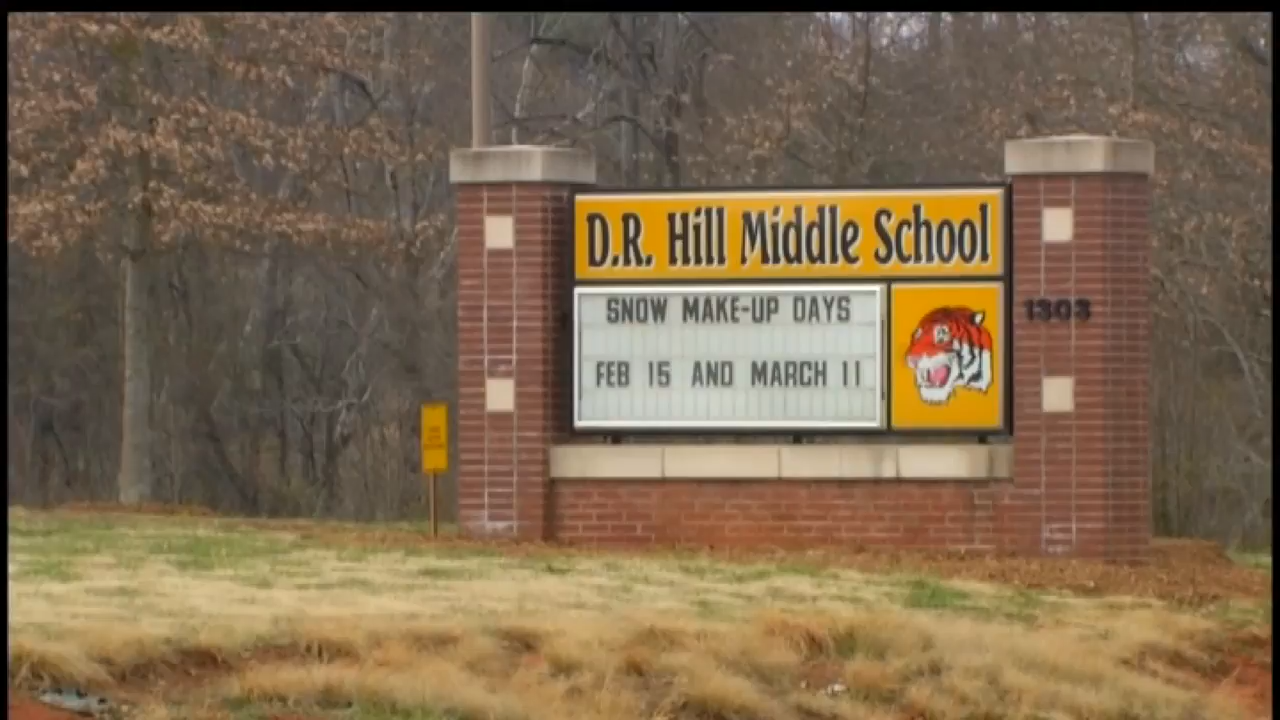 D.R. Hill Middle School
SNOW MAKE-UP DAYS
FEB 15 AND MARCH 11
1303